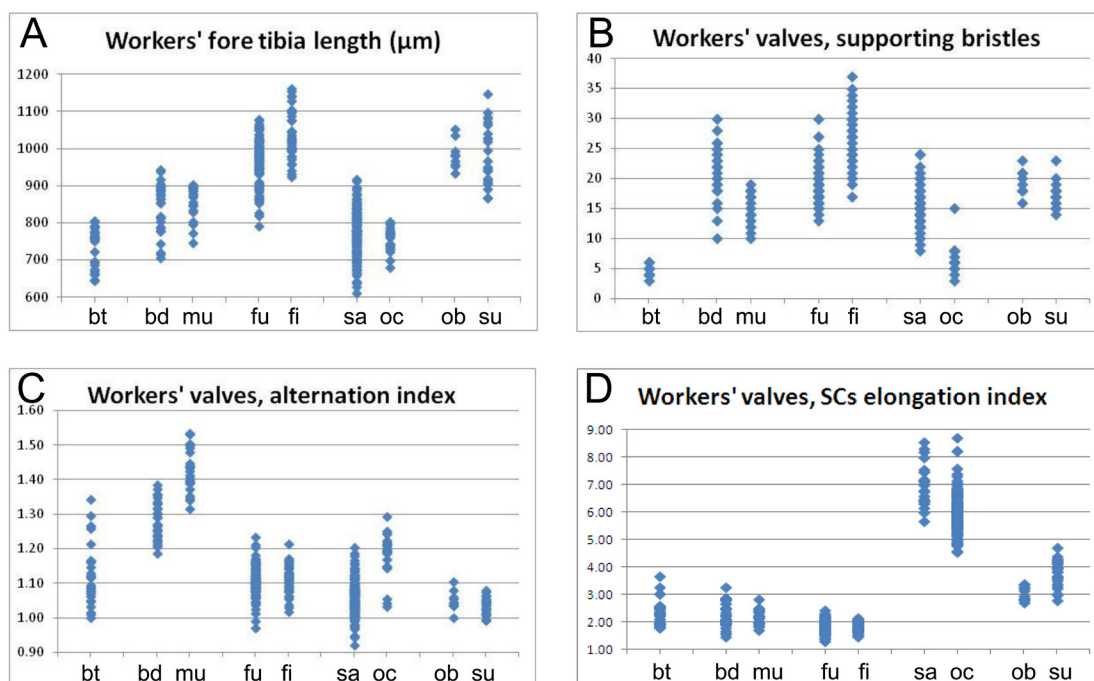 A
Workers' fore tibia length (µm)
1200
1100
1000
900
800
700
600
bt bd mu fu fi sa oc ob su
B
Workers' valves, supporting bristles
40
35
30
25
20
15
10
5
0
bt bd mu fu fi sa oc ob su
C
Workers' valves, alternation index
1.60
1.50
1.40
1.30
1.20
1.10
1.00
0.90
bt bd mu fu fi sa oc ob su
D
Workers' valves, SCs elongation index
9.00
8.00
7.00
6.00
5.00
4.00
3.00
2.00
1.00
bt bd mu fu fi sa oc ob su